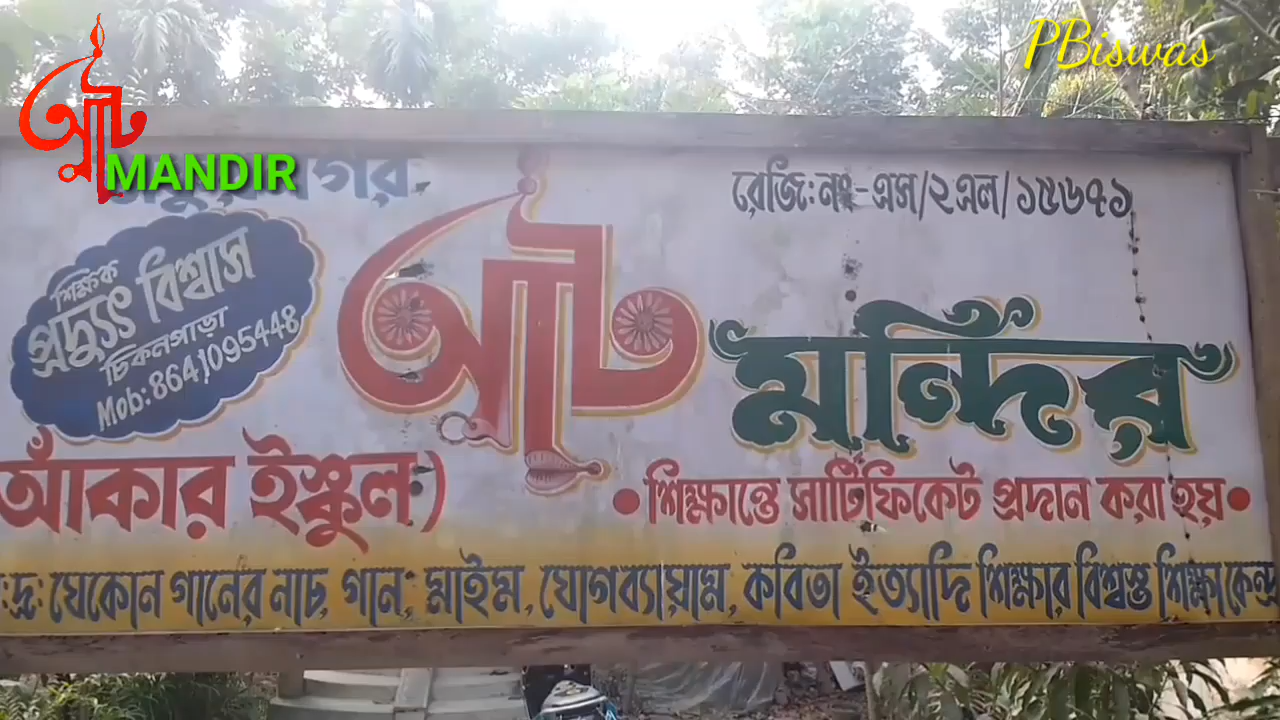 PBiswas
আর্ট
MANDIR
রেজি: নং-এস/২এল/১৫৬৭১
শিক্ষক
প্রদ্যুৎ বিশ্বাস
চিকনপাড়া
Mob: 8641095448
আর্ট মন্দির
আঁকার ইস্কুল)
•শিক্ষান্তে সার্টিফিকেট প্রদান করা হয়•
:দ্র: যেকোন গানের নাচ, গান, মাইম, যোগব্যায়াম, কবিতা ইত্যাদি শিক্ষার বিশ্বস্ত শিক্ষা কেন্দ্র